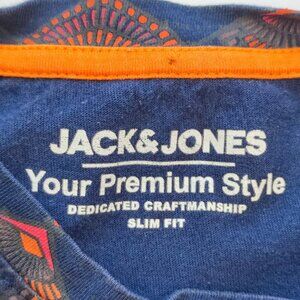 JACK&JONES
Your Premium Style
DEDICATED CRAFTMANSHIP
SLIM FIT